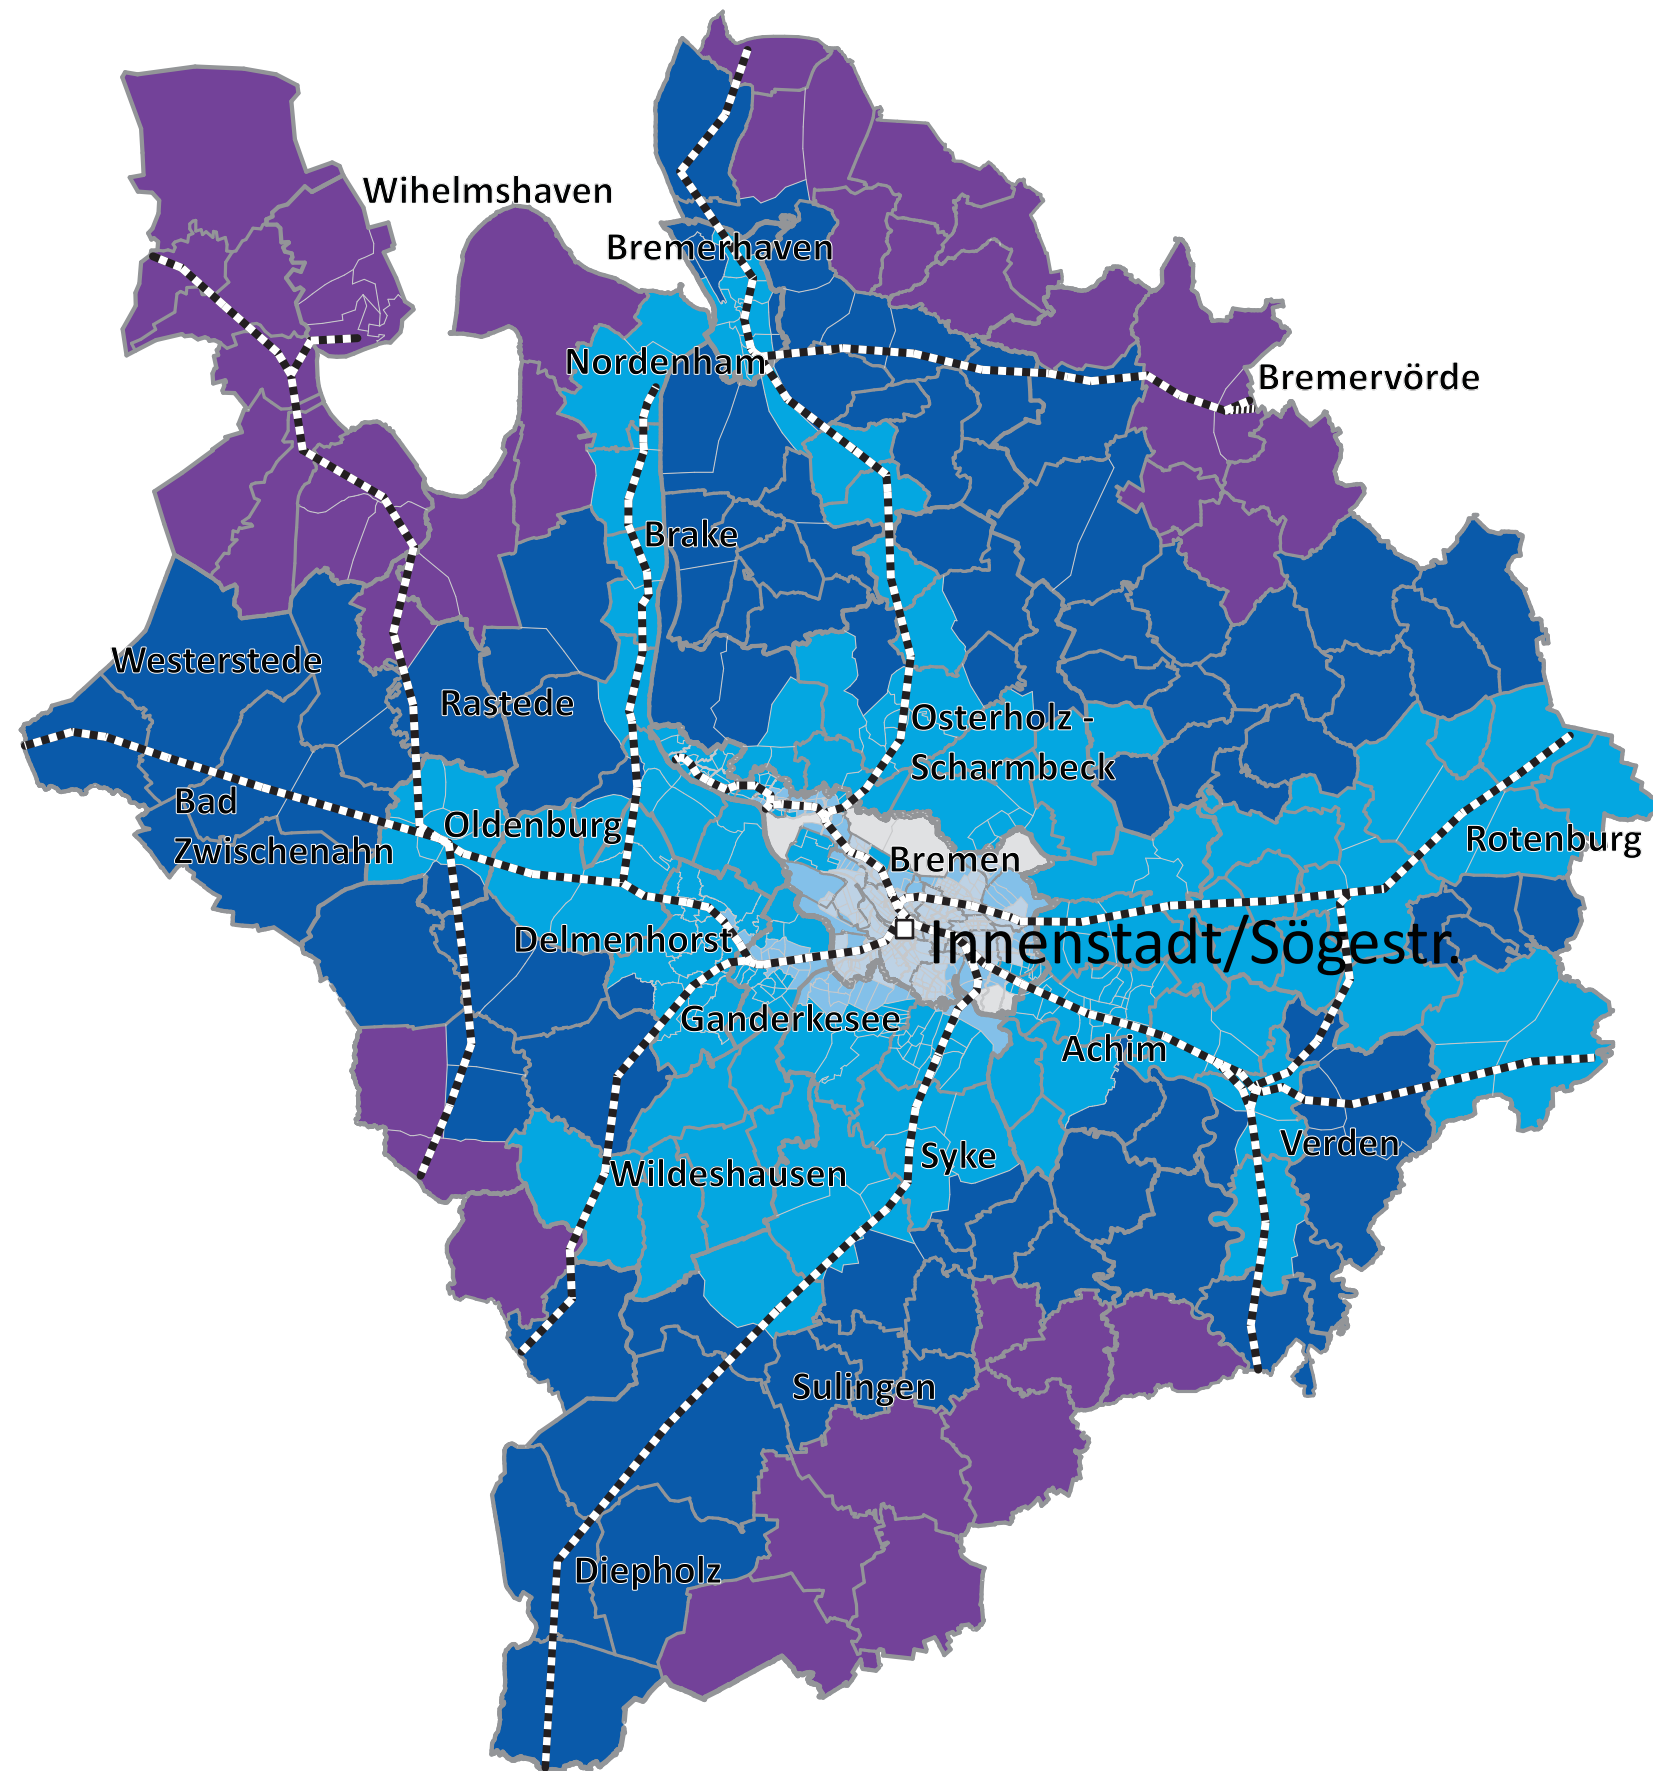 Wihelmshaven
Bremerhaven
Nordenham
Bremervörde
Brake
Westerstede
Rastede
Osterholz -
Scharmbeck
Bad
Zwischenahn
Oldenburg
Rotenburg
Bremen
Delmenhorst
Innenstadt/Sögestr.
Ganderkesee
Achim
Verden
Syke
Wildeshausen
Sulingen
Diepholz